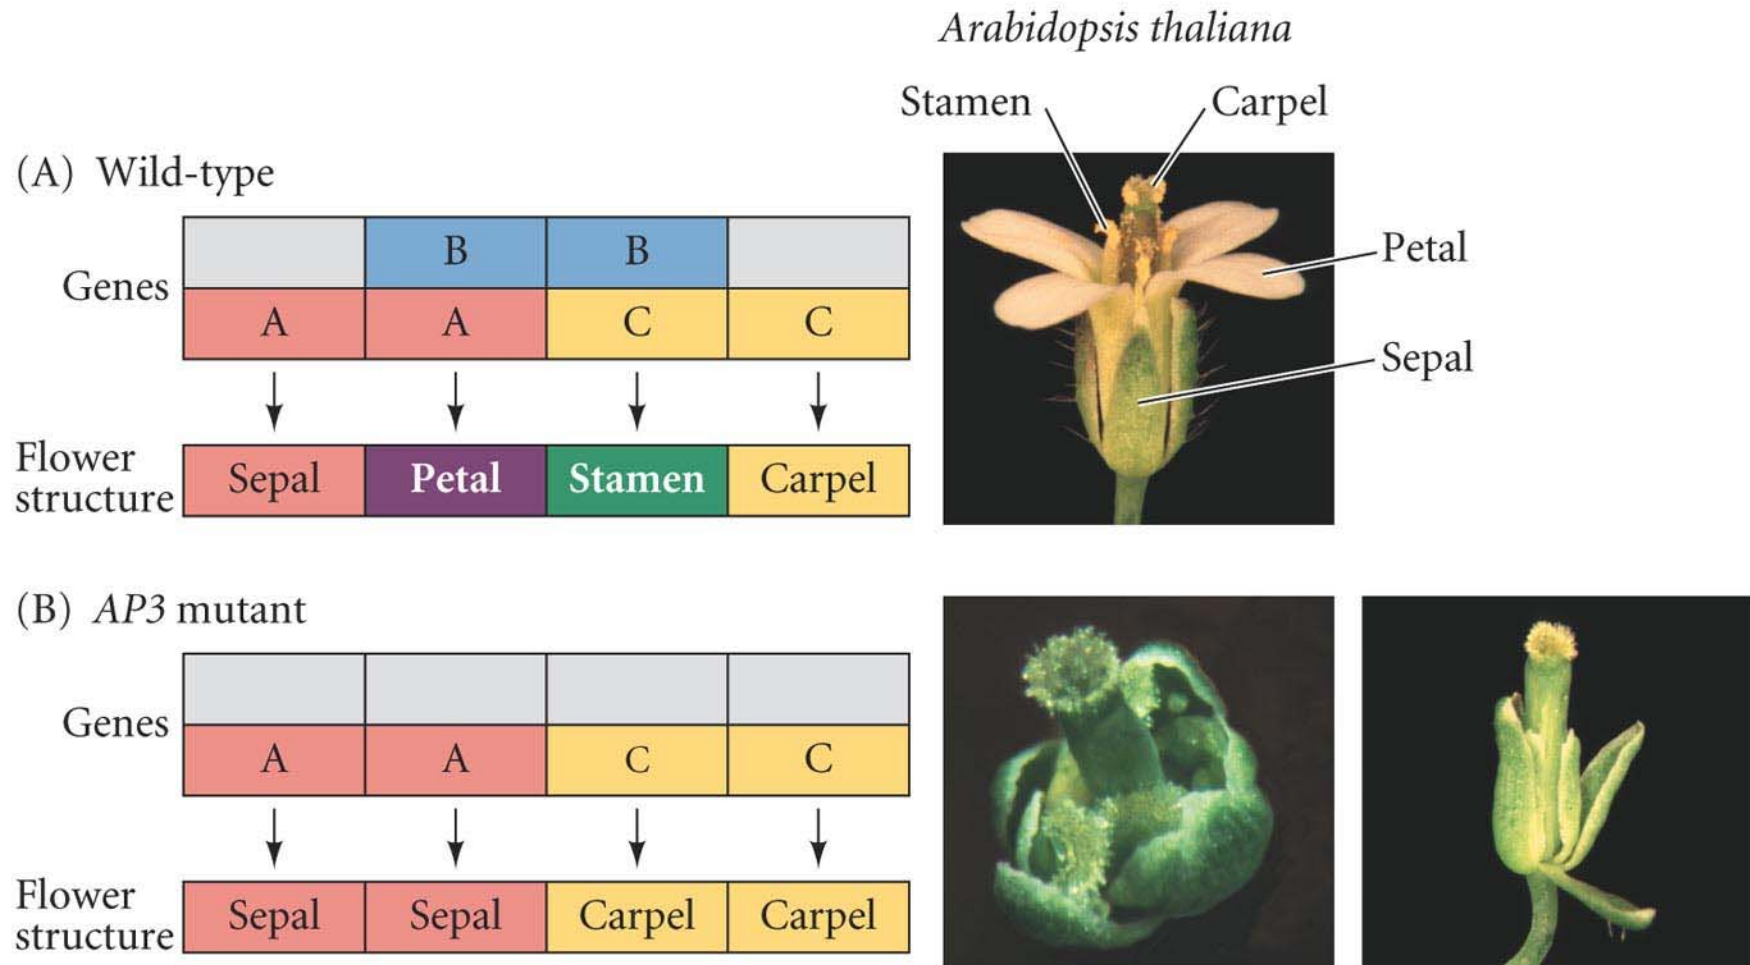 Arabidopsis thaliana
Stamen
Carpel
Petal
Sepal
(A) Wild-type
Genes
B
B
A
A
C
C
Flower
structure
Sepal
Petal
Stamen
Carpel
(B) AP3 mutant
Genes
A
A
C
C
Flower
structure
Sepal
Sepal
Carpel
Carpel